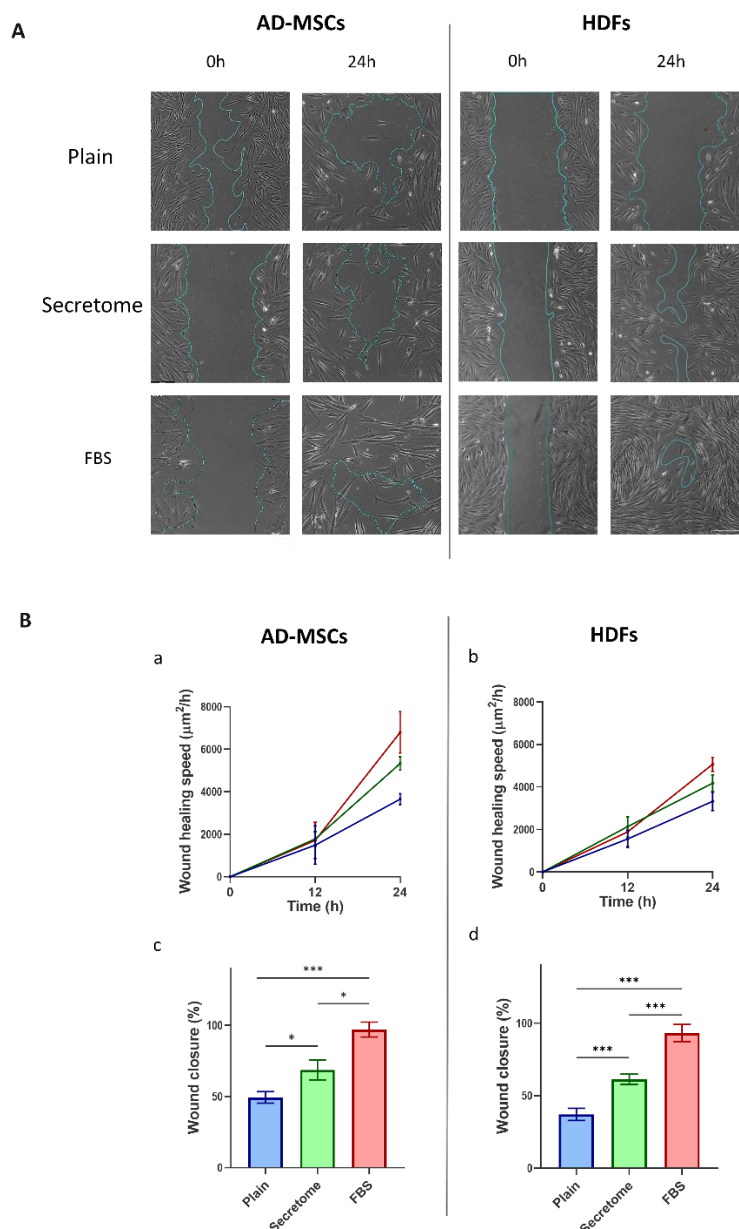 A
AD-MSCs
HDFs
0h
24h
0h
24h
Plain
Secretome
FBS
B
AD-MSCs
HDFs
a
b
Wound healing speed (μm²/h)
8000
6000
4000
2000
0
0
12
24
Time (h)
Wound healing speed (μm²/h)
8000
6000
4000
2000
0
0
12
24
Time (h)
c
d
Wound closure (%)
100
50
0
***
*
*
Plain
Secretome
FBS
Wound closure (%)
100
50
0
***
***
***
Plain
Secretome
FBS